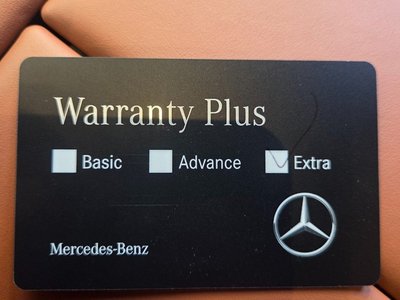 Warranty Plus
Basic Advance Extra
Mercedes-Benz